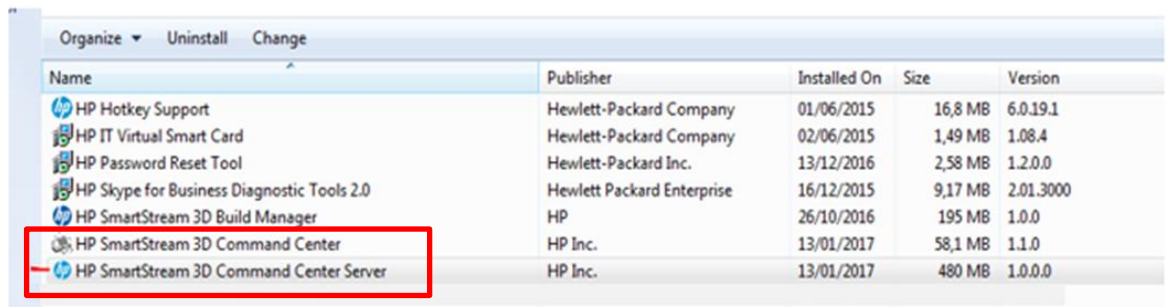 Organize Uninstall Change
Name Publisher Installed On Size Version
HP Hotkey Support Hewlett-Packard Company 01/06/2015 16,8 MB 6.0.19.1
HP IT Virtual Smart Card Hewlett-Packard Company 02/06/2015 1,49 MB 1.08.4
HP Password Reset Tool Hewlett-Packard Inc. 13/12/2016 2,58 MB 1.2.0.0
HP Skype for Business Diagnostic Tools 2.0 Hewlett Packard Enterprise 16/12/2015 9,17 MB 2.01.3000
HP SmartStream 3D Build Manager HP 26/10/2016 195 MB 1.0.0
HP SmartStream 3D Command Center HP Inc. 13/01/2017 58,1 MB 1.1.0
HP SmartStream 3D Command Center Server HP Inc. 13/01/2017 480 MB 1.0.0.0